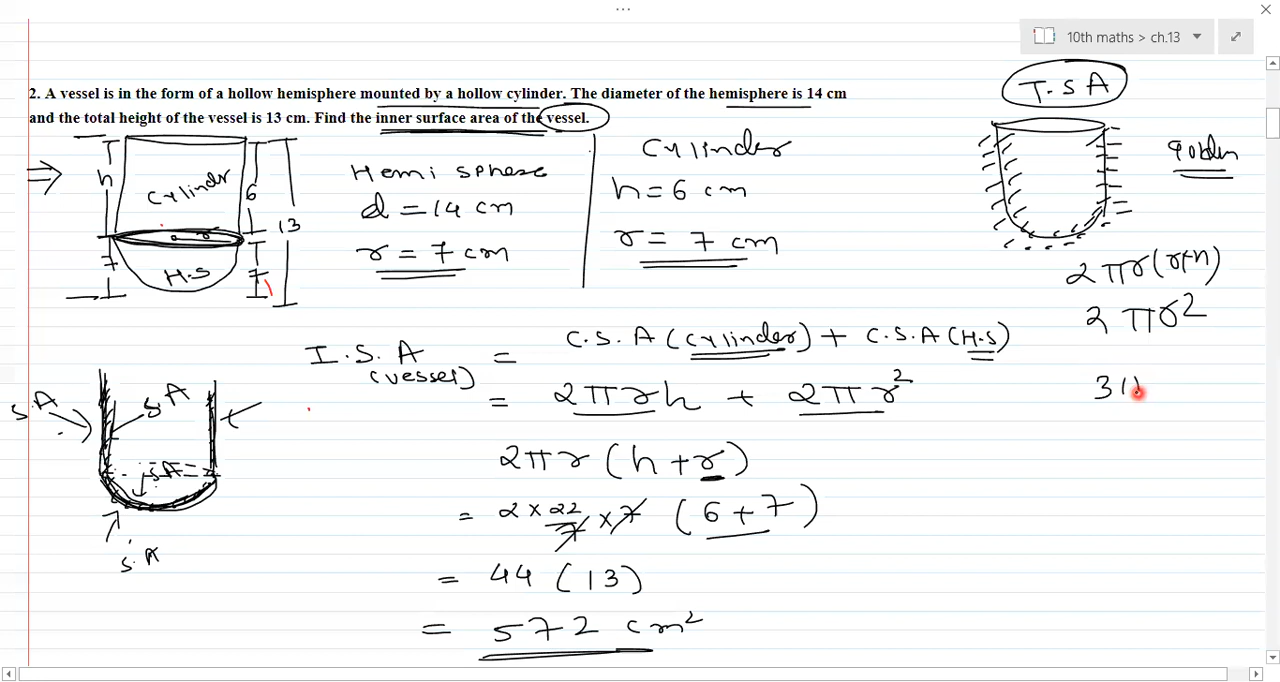 10th maths > ch.13
2. A vessel is in the form of a hollow hemisphere mounted by a hollow cylinder. The diameter of the hemisphere is 14 cm
and the total height of the vessel is 13 cm. Find the inner surface area of the vessel.
T.S.A
h
Cylinder
6
13
r
7
H.S
7
Hemi sphere
d = 14 cm
r = 7 cm
Cylinder
h = 6 cm
r = 7 cm
2πr(r+h)
2πr²
I.S.A (vessel) = C.S.A (cylinder) + C.S.A (H.S)
= 2πrh + 2πr²
2πr (h+r)
= 2 × 22/7 × 7 (6+7)
= 44 (13)
= 572 cm²
S.A
S.A
S.A
S.A